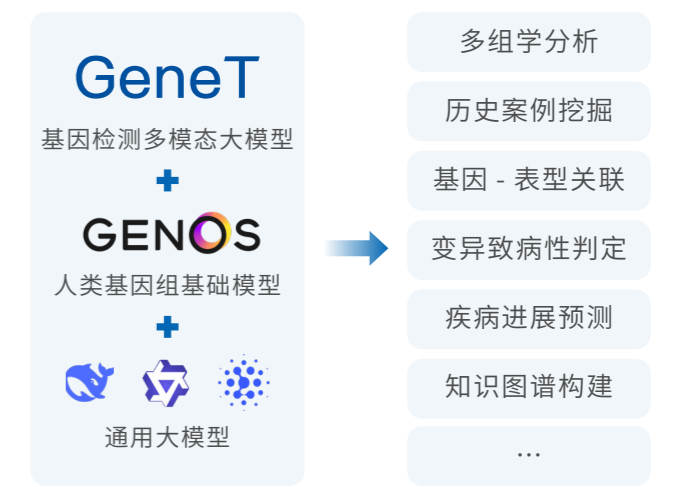 GeneT
基因检测多模态大模型
+
GENOS
人类基因组基础模型
+
通用大模型
多组学分析
历史案例挖掘
基因 - 表型关联
变异致病性判定
疾病进展预测
知识图谱构建
...